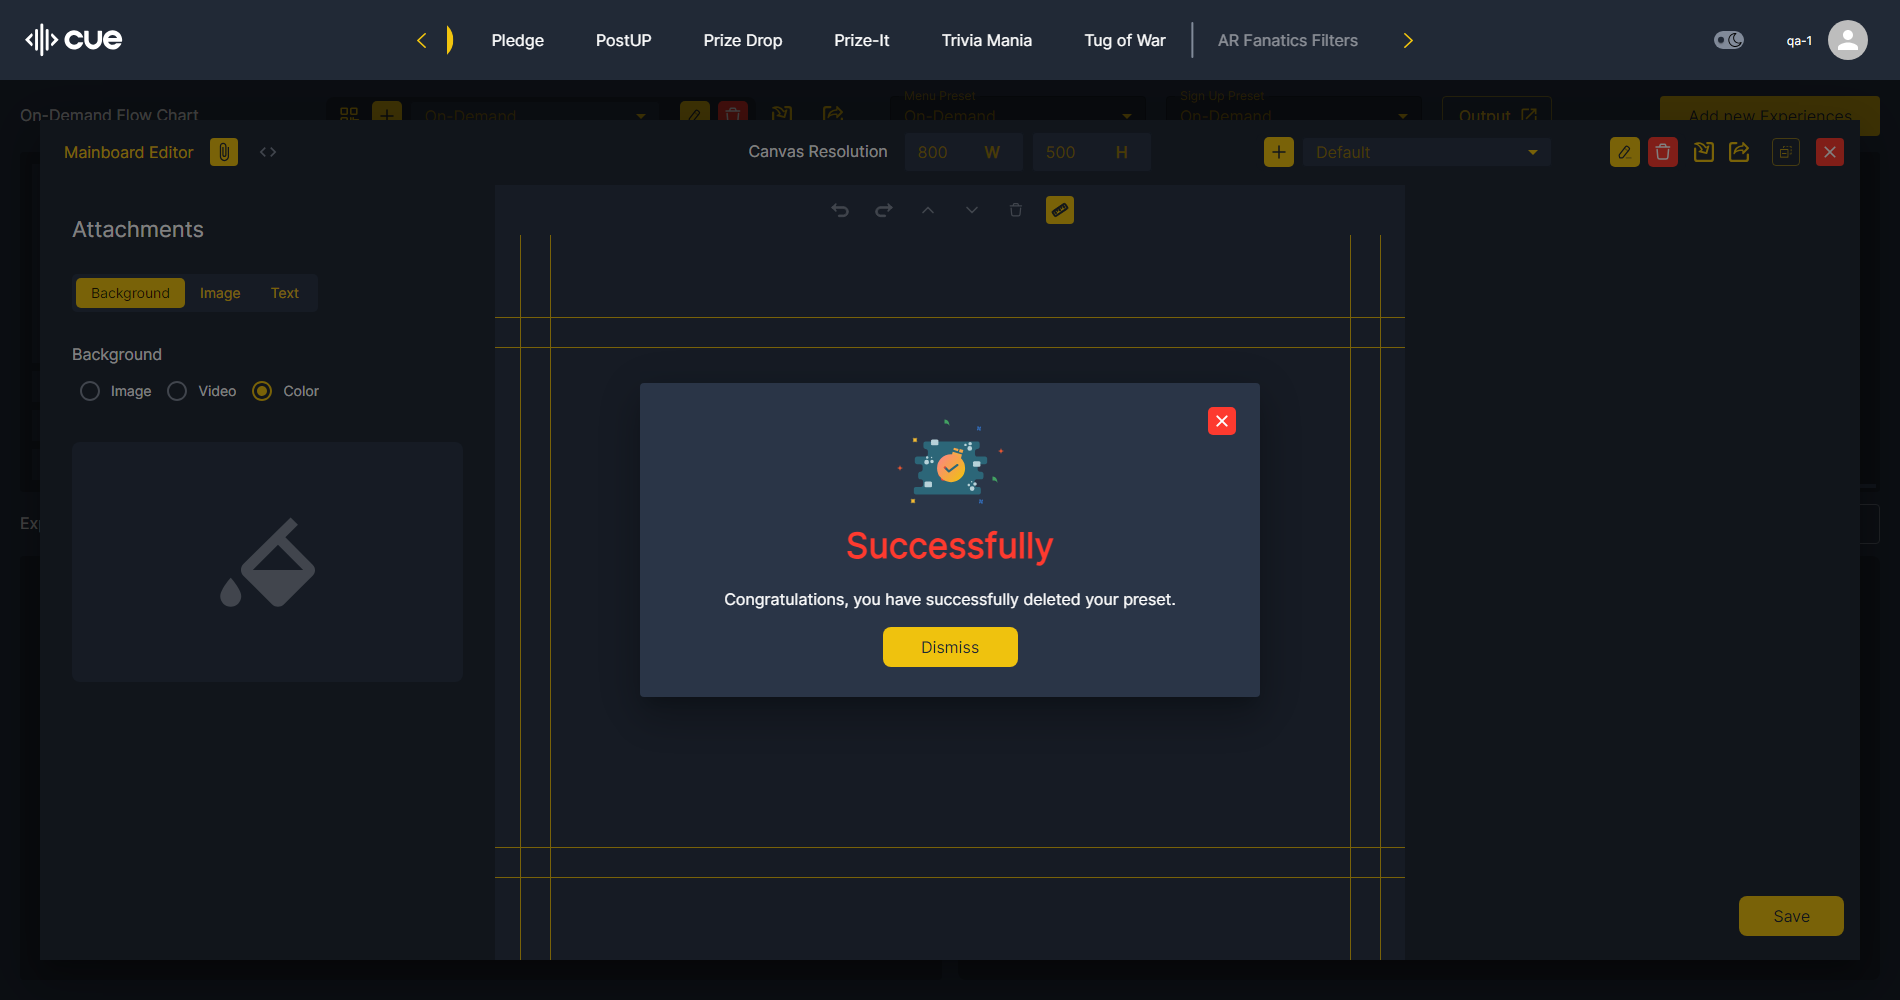 cue
Pledge
PostUP
Prize Drop
Prize-It
Trivia Mania
Tug of War
AR Fanatics Filters
qa-1
On-Demand Flow Chart
On-Demand
Menu Preset
On-Demand
Sign Up Preset
On-Demand
Output
Add new Experiences
Mainboard Editor
Canvas Resolution
800 W
500 H
Default
Attachments
Background Image Text
Background
Image Video Color
Successfully
Congratulations, you have successfully deleted your preset.
Dismiss
Save